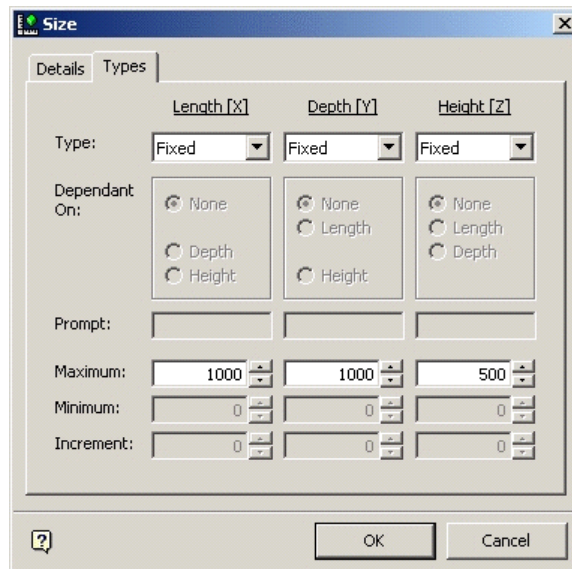 Size
Details Types
Length [X] Depth [Y] Height [Z]
Type: Fixed Fixed Fixed
Dependant On: None None None
Length Length
Depth Depth
Height Height
Prompt:
Maximum: 1000 1000 500
Minimum: 0 0 0
Increment: 0 0 0
OK Cancel